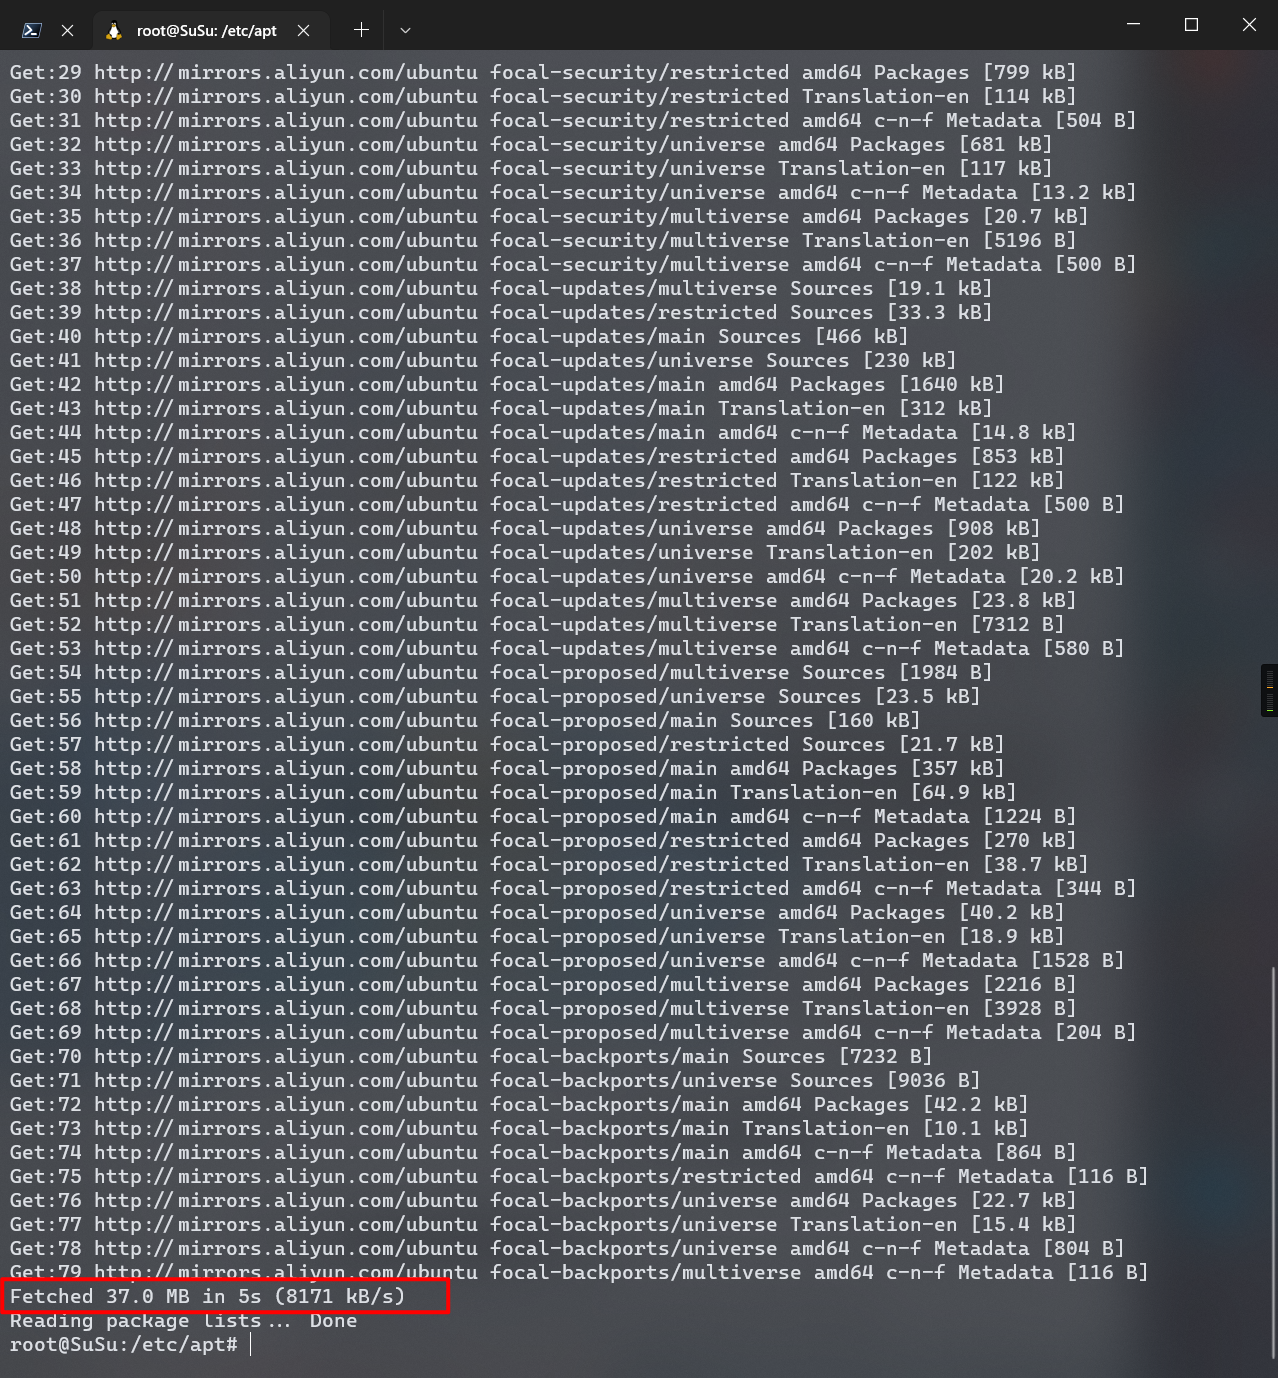 root@SuSu: /etc/apt
Get:29 http://mirrors.aliyun.com/ubuntu focal-security/restricted amd64 Packages [799 kB]
Get:30 http://mirrors.aliyun.com/ubuntu focal-security/restricted Translation-en [114 kB]
Get:31 http://mirrors.aliyun.com/ubuntu focal-security/restricted amd64 c-n-f Metadata [504 B]
Get:32 http://mirrors.aliyun.com/ubuntu focal-security/universe amd64 Packages [681 kB]
Get:33 http://mirrors.aliyun.com/ubuntu focal-security/universe Translation-en [117 kB]
Get:34 http://mirrors.aliyun.com/ubuntu focal-security/universe amd64 c-n-f Metadata [13.2 kB]
Get:35 http://mirrors.aliyun.com/ubuntu focal-security/multiverse amd64 Packages [20.7 kB]
Get:36 http://mirrors.aliyun.com/ubuntu focal-security/multiverse Translation-en [5196 B]
Get:37 http://mirrors.aliyun.com/ubuntu focal-security/multiverse amd64 c-n-f Metadata [500 B]
Get:38 http://mirrors.aliyun.com/ubuntu focal-updates/multiverse Sources [19.1 kB]
Get:39 http://mirrors.aliyun.com/ubuntu focal-updates/restricted Sources [33.3 kB]
Get:40 http://mirrors.aliyun.com/ubuntu focal-updates/main Sources [466 kB]
Get:41 http://mirrors.aliyun.com/ubuntu focal-updates/universe Sources [230 kB]
Get:42 http://mirrors.aliyun.com/ubuntu focal-updates/main amd64 Packages [1640 kB]
Get:43 http://mirrors.aliyun.com/ubuntu focal-updates/main Translation-en [312 kB]
Get:44 http://mirrors.aliyun.com/ubuntu focal-updates/main amd64 c-n-f Metadata [14.8 kB]
Get:45 http://mirrors.aliyun.com/ubuntu focal-updates/restricted amd64 Packages [853 kB]
Get:46 http://mirrors.aliyun.com/ubuntu focal-updates/restricted Translation-en [122 kB]
Get:47 http://mirrors.aliyun.com/ubuntu focal-updates/restricted amd64 c-n-f Metadata [500 B]
Get:48 http://mirrors.aliyun.com/ubuntu focal-updates/universe amd64 Packages [908 kB]
Get:49 http://mirrors.aliyun.com/ubuntu focal-updates/universe Translation-en [202 kB]
Get:50 http://mirrors.aliyun.com/ubuntu focal-updates/universe amd64 c-n-f Metadata [20.2 kB]
Get:51 http://mirrors.aliyun.com/ubuntu focal-updates/multiverse amd64 Packages [23.8 kB]
Get:52 http://mirrors.aliyun.com/ubuntu focal-updates/multiverse Translation-en [7312 B]
Get:53 http://mirrors.aliyun.com/ubuntu focal-updates/multiverse amd64 c-n-f Metadata [580 B]
Get:54 http://mirrors.aliyun.com/ubuntu focal-proposed/multiverse Sources [1984 B]
Get:55 http://mirrors.aliyun.com/ubuntu focal-proposed/universe Sources [23.5 kB]
Get:56 http://mirrors.aliyun.com/ubuntu focal-proposed/main Sources [160 kB]
Get:57 http://mirrors.aliyun.com/ubuntu focal-proposed/restricted Sources [21.7 kB]
Get:58 http://mirrors.aliyun.com/ubuntu focal-proposed/main amd64 Packages [357 kB]
Get:59 http://mirrors.aliyun.com/ubuntu focal-proposed/main Translation-en [64.9 kB]
Get:60 http://mirrors.aliyun.com/ubuntu focal-proposed/main amd64 c-n-f Metadata [1224 B]
Get:61 http://mirrors.aliyun.com/ubuntu focal-proposed/restricted amd64 Packages [270 kB]
Get:62 http://mirrors.aliyun.com/ubuntu focal-proposed/restricted Translation-en [38.7 kB]
Get:63 http://mirrors.aliyun.com/ubuntu focal-proposed/restricted amd64 c-n-f Metadata [344 B]
Get:64 http://mirrors.aliyun.com/ubuntu focal-proposed/universe amd64 Packages [40.2 kB]
Get:65 http://mirrors.aliyun.com/ubuntu focal-proposed/universe Translation-en [18.9 kB]
Get:66 http://mirrors.aliyun.com/ubuntu focal-proposed/universe amd64 c-n-f Metadata [1528 B]
Get:67 http://mirrors.aliyun.com/ubuntu focal-proposed/multiverse amd64 Packages [2216 B]
Get:68 http://mirrors.aliyun.com/ubuntu focal-proposed/multiverse Translation-en [3928 B]
Get:69 http://mirrors.aliyun.com/ubuntu focal-proposed/multiverse amd64 c-n-f Metadata [204 B]
Get:70 http://mirrors.aliyun.com/ubuntu focal-backports/main Sources [7232 B]
Get:71 http://mirrors.aliyun.com/ubuntu focal-backports/universe Sources [9036 B]
Get:72 http://mirrors.aliyun.com/ubuntu focal-backports/main amd64 Packages [42.2 kB]
Get:73 http://mirrors.aliyun.com/ubuntu focal-backports/main Translation-en [10.1 kB]
Get:74 http://mirrors.aliyun.com/ubuntu focal-backports/main amd64 c-n-f Metadata [864 B]
Get:75 http://mirrors.aliyun.com/ubuntu focal-backports/restricted amd64 c-n-f Metadata [116 B]
Get:76 http://mirrors.aliyun.com/ubuntu focal-backports/universe amd64 Packages [22.7 kB]
Get:77 http://mirrors.aliyun.com/ubuntu focal-backports/universe Translation-en [15.4 kB]
Get:78 http://mirrors.aliyun.com/ubuntu focal-backports/universe amd64 c-n-f Metadata [804 B]
Get:79 http://mirrors.aliyun.com/ubuntu focal-backports/multiverse amd64 c-n-f Metadata [116 B]
Fetched 37.0 MB in 5s (8171 kB/s)
Reading package lists... Done
root@SuSu:/etc/apt#